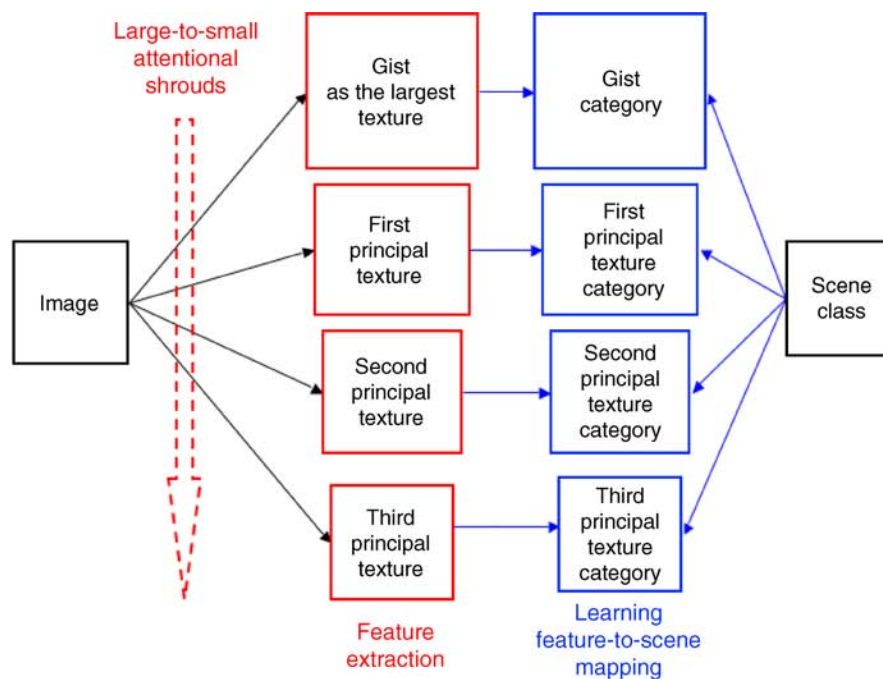 Large-to-small
attentional
shrouds
Gist
as the largest
texture
Gist
category
First
principal
texture
First
principal
texture
category
Image
Scene
class
Second
principal
texture
Second
principal
texture
category
Third
principal
texture
Third
principal
texture
category
Feature
extraction
Learning
feature-to-scene
mapping